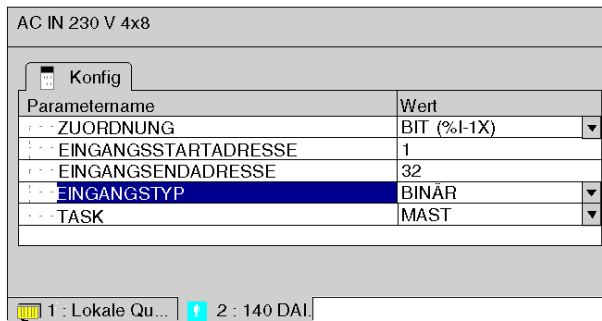 AC IN 230 V 4x8
Konfig
Parametername Wert
ZUORDNUNG BIT (%I-1X)
EINGANGSSTARTADRESSE 1
EINGANGSENDADRESSE 32
EINGANGSTYP BINÄR
TASK MAST
1 : Lokale Qu... 2 : 140 DAI.